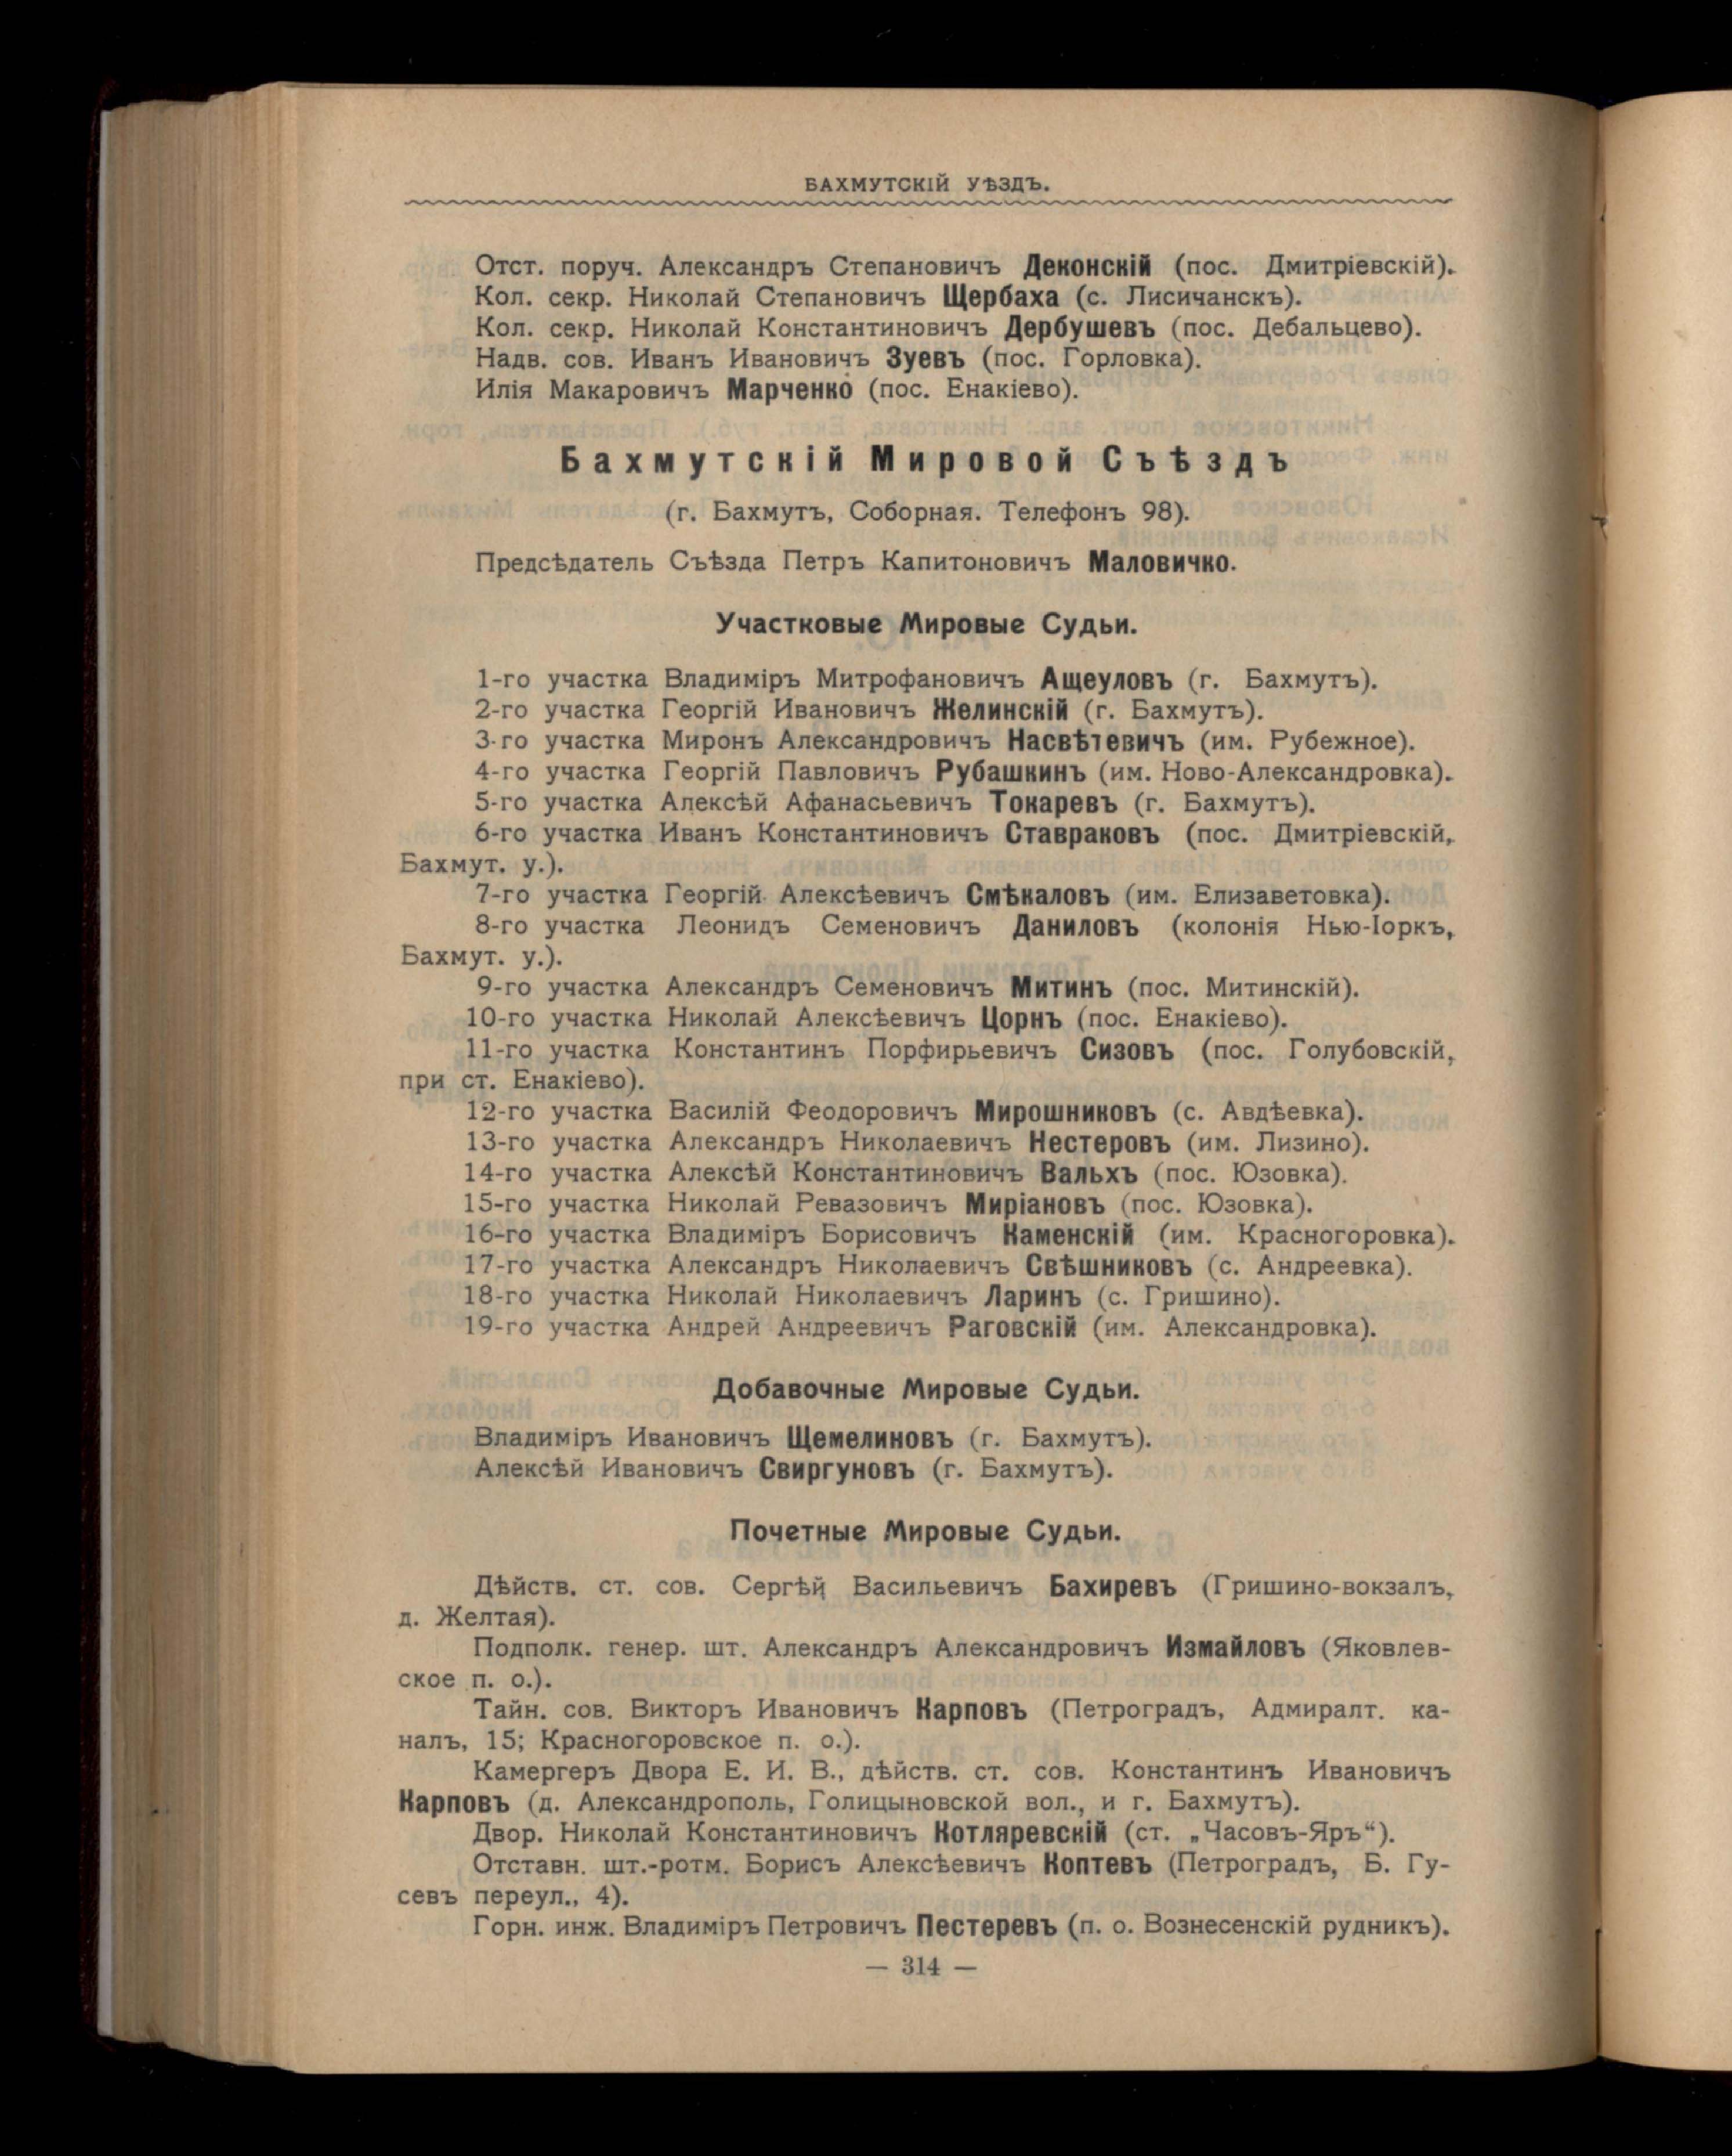 БАХМУТСКІЙ УѢЗДЪ.
Отст. поруч. Александръ Степановичъ Деконскій (пос. Дмитріевскій).
Кол. секр. Николай Степановичъ Щербаха (с. Лисичанскъ).
Кол. секр. Николай Константиновичъ Дербушевъ (пос. Дебальцево).
Надв. сов. Иванъ Ивановичъ Зуевъ (пос. Горловка).
Илія Макаровичъ Марченко (пос. Енакіево).
Бахмутскій Мировой Съѣздъ
(г. Бахмутъ, Соборная. Телефонъ 98).
Предсѣдатель Съѣзда Петръ Капитоновичъ Маловичко.
Участковые Мировые Судьи.
1-го участка Владиміръ Митрофановичъ Ащеуловъ (г. Бахмутъ).
2-го участка Георгій Ивановичъ Желинскій (г. Бахмутъ).
3-го участка Миронъ Александровичъ Насвѣтевичъ (им. Рубежное).
4-го участка Георгій Павловичъ Рубашкинъ (им. Ново-Александровка).
5-го участка Алексѣй Афанасьевичъ Токаревъ (г. Бахмутъ).
6-го участка Иванъ Константиновичъ Ставраковъ (пос. Дмитріевскій,
Бахмут. у.).
7-го участка Георгій Алексѣевичъ Смѣкаловъ (им. Елизаветовка).
8-го участка Леонидъ Семеновичъ Даниловъ (колонія Нью-Іоркъ,
Бахмут. у.).
9-го участка Александръ Семеновичъ Митинъ (пос. Митинскій).
10-го участка Николай Алексѣевичъ Цорнъ (пос. Енакіево).
11-го участка Константинъ Порфирьевичъ Сизовъ (пос. Голубовскій,
при ст. Енакіево).
12-го участка Василій Феодоровичъ Мирошниковъ (с. Авдѣевка).
13-го участка Александръ Николаевичъ Нестеровъ (им. Лизино).
14-го участка Алексѣй Константиновичъ Вальхъ (пос. Юзовка).
15-го участка Николай Ревазовичъ Миріановъ (пос. Юзовка).
16-го участка Владиміръ Борисовичъ Каменскій (им. Красногоровка).
17-го участка Александръ Николаевичъ Свѣшниковъ (с. Андреевка).
18-го участка Николай Николаевичъ Ларинъ (с. Гришино).
19-го участка Андрей Андреевичъ Раговскій (им. Александровка).
Добавочные Мировые Судьи.
Владиміръ Ивановичъ Щемелиновъ (г. Бахмутъ).
Алексѣй Ивановичъ Свиргуновъ (г. Бахмутъ).
Почетные Мировые Судьи.
Дѣйств. ст. сов. Сергѣй Васильевичъ Бахиревъ (Гришино-вокзалъ,
д. Желтая).
Подполк. генер. шт. Александръ Александровичъ Измайловъ (Яковлев-
ское п. о.).
Тайн. сов. Викторъ Ивановичъ Карповъ (Петроградъ, Адмиралт. ка-
налъ, 15; Красногоровское п. о.).
Камергеръ Двора Е. И. В., дѣйств. ст. сов. Константинъ Ивановичъ
Карповъ (д. Александрополь, Голицыновской вол., и г. Бахмутъ).
Двор. Николай Константиновичъ Котляревскій (ст. „Часовъ-Яръ“).
Отставн. шт.-ротм. Борисъ Алексѣевичъ Коптевъ (Петроградъ, Б. Гу-
севъ переул., 4).
Горн. инж. Владиміръ Петровичъ Пестеревъ (п. о. Вознесенскій рудникъ).
— 314 —